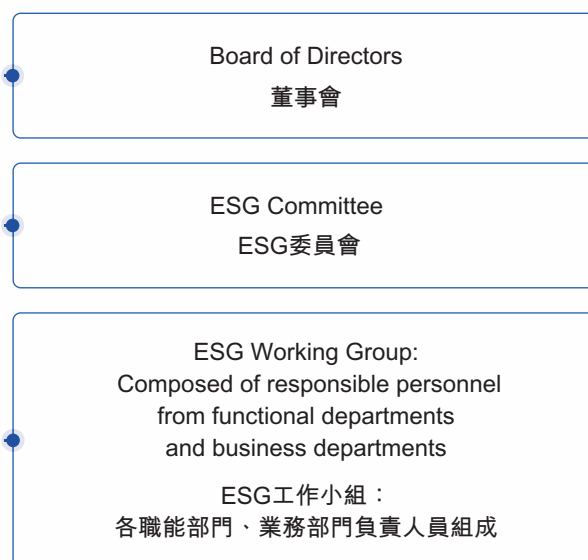 Board of Directors
董事會
ESG Committee
ESG委員會
ESG Working Group:
Composed of responsible personnel
from functional departments
and business departments
ESG工作小組：
各職能部門、業務部門負責人員組成